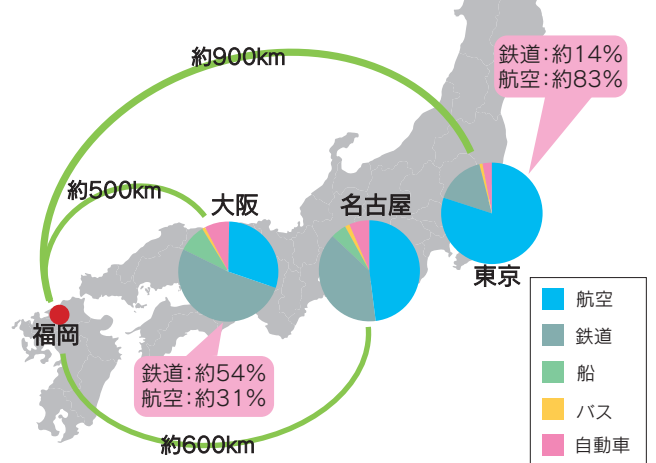 約900km
鉄道：約14%
航空：約83%
約500km
大阪
名古屋
東京
福岡
鉄道：約54%
航空：約31%
約600km
航空
鉄道
船
バス
自動車